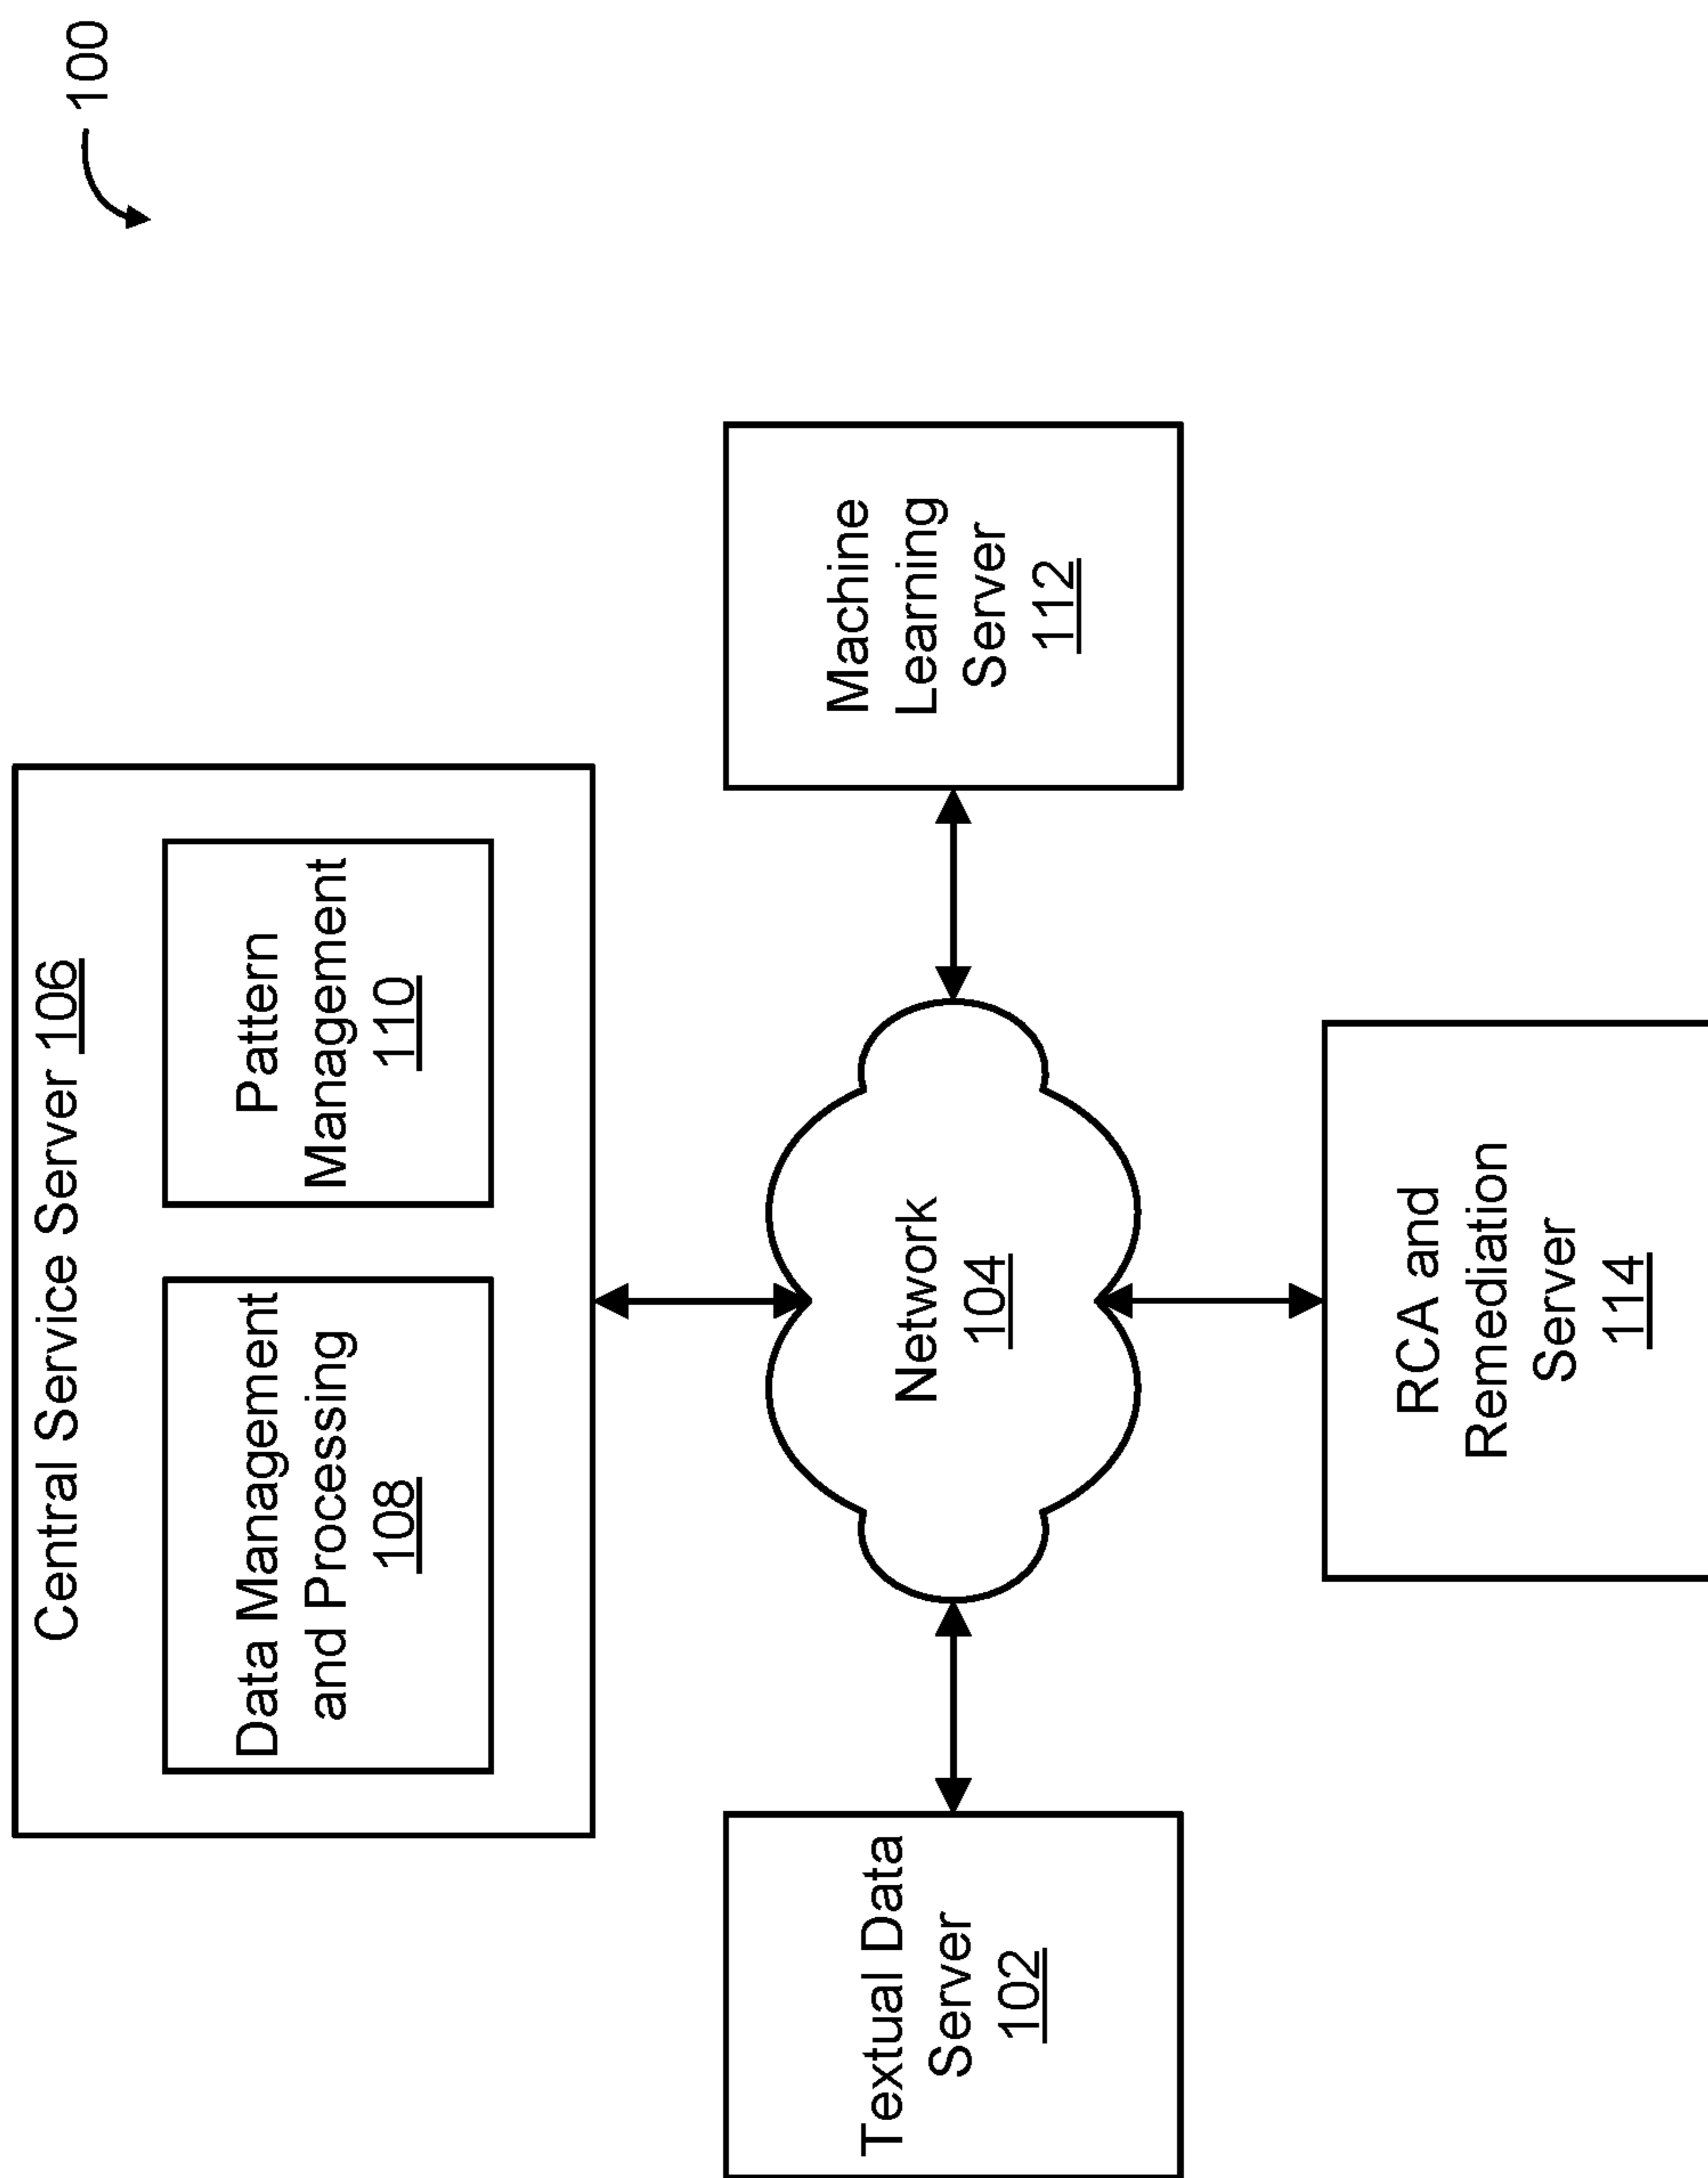 100
Central Service Server 106
Data Management
and Processing
108
Pattern
Management
110
Textual Data
Server
102
Network
104
Machine
Learning
Server
112
RCA and
Remediation
Server
114